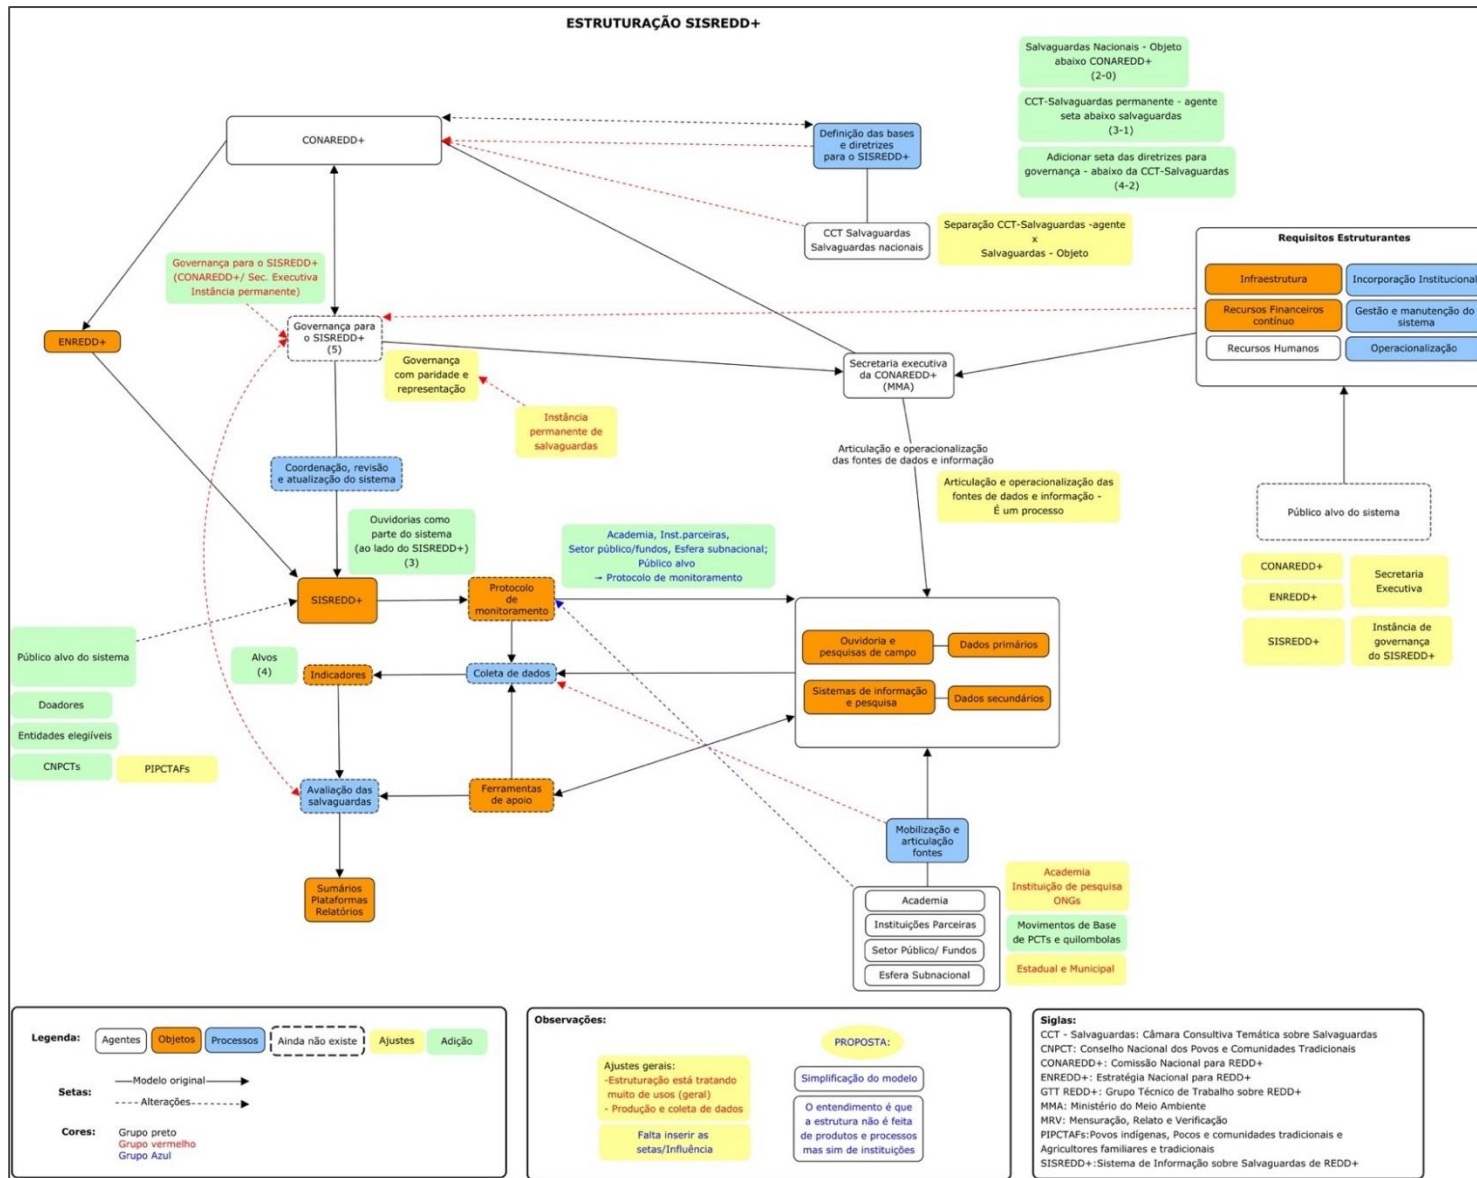 ESTRUTURAÇÃO SISREDD+
Salvaguardas Nacionais - Objeto
abaixo CONAREDD+
(2-0)
CCT-Salvaguardas permanente - agente
seta abaixo salvaguardas
(3-1)
Adicionar seta das diretrizes para
governança - abaixo da CCT-Salvaguardas
(4-2)
CONAREDD+
Definição das bases
e diretrizes
para o SISREDD+
CCT Salvaguardas
Salvaguardas nacionais
Separação CCT-Salvaguardas -agente
x
Salvaguardas - Objeto
Requisitos Estruturantes
Infraestrutura
Incorporação Institucional
Recursos Financeiros
contínuo
Gestão e manutenção do
sistema
Recursos Humanos
Operacionalização
Governança para o SISREDD+
(CONAREDD+/ Sec. Executiva
Instância permanente)
ENREDD+
Governança para
o SISREDD+
(5)
Governança
com paridade e
representação
Instância
permanente de
salvaguardas
Secretaria executiva
da CONAREDD+
(MMA)
Articulação e operacionalização
das fontes de dados e informação
Articulação e operacionalização das
fontes de dados e informação -
É um processo
Público alvo do sistema
CONAREDD+
ENREDD+
Secretaria
Executiva
SISREDD+
Instância de
governança
do SISREDD+
Coordenação, revisão
e atualização do sistema
Ouvidorias como
parte do sistema
(ao lado do SISREDD+)
(3)
Academia, Inst.parceiras,
Setor público/fundos, Esfera subnacional;
Público alvo
→ Protocolo de monitoramento
SISREDD+
Protocolo
de
monitoramento
Ouvidoria e
pesquisas de campo
Dados primários
Sistemas de informação
e pesquisa
Dados secundários
Público alvo do sistema
Alvos
(4)
Indicadores
Coleta de dados
Doadores
Entidades elegiíveis
CNPCTs
PIPCTAFs
Avaliação das
salvaguardas
Ferramentas
de apoio
Sumários
Plataformas
Relatórios
Mobilização e
articulação
fontes
Academia
Instituições Parceiras
Setor Público/ Fundos
Esfera Subnacional
Academia
Instituição de pesquisa
ONGs
Movimentos de Base
de PCTs e quilombolas
Estadual e Municipal
Legenda:
Agentes
Objetos
Processos
Ainda não existe
Ajustes
Adição
Setas:
Modelo original
Alterações
Cores:
Grupo preto
Grupo vermelho
Grupo Azul
Observações:
Ajustes gerais:
-Estruturação está tratando
muito de usos (geral)
- Produção e coleta de dados
Falta inserir as
setas/Influência
PROPOSTA:
Simplificação do modelo
O entendimento é que
a estrutura não é feita
de produtos e processos
mas sim de instituições
Siglas:
CCT - Salvaguardas: Câmara Consultiva Temática sobre Salvaguardas
CNPCT: Conselho Nacional dos Povos e Comunidades Tradicionais
CONAREDD+: Comissão Nacional para REDD+
ENREDD+: Estratégia Nacional para REDD+
GTT REDD+: Grupo Técnico de Trabalho sobre REDD+
MMA: Ministério do Meio Ambiente
MRV: Mensuração, Relato e Verificação
PIPCTAFs:Povos indígenas, Pocos e comunidades tradicionais e
Agricultores familiares e tradicionais
SISREDD+:Sistema de Informação sobre Salvaguardas de REDD+